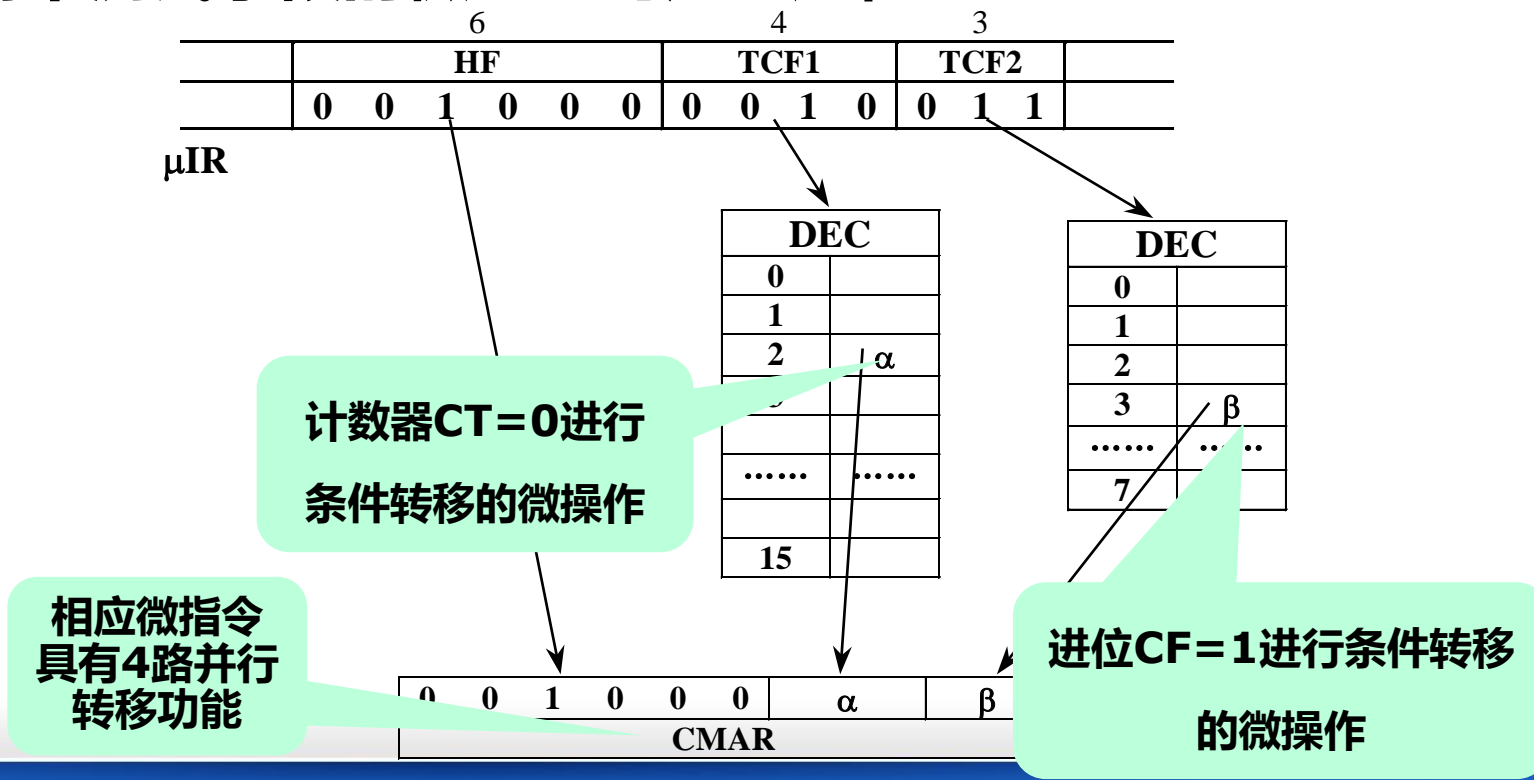 6 4 3
HF TCF1 TCF2
0 0 1 0 0 0 0 0 1 0 0 1 1
μIR
DEC
0
1
2 α
…… ……
15
DEC
0
1
2
3 β
…… ……
7
计数器CT=0进行
条件转移的微操作
相应微指令
具有4路并行
转移功能
进位CF=1进行条件转移
的微操作
0 0 1 0 0 0 α β
CMAR